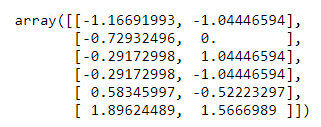 array([[-1.16691993, -1.04446594],
[-0.72932496, 0. ],
[-0.29172998, 1.04446594],
[-0.29172998, -1.04446594],
[ 0.58345997, -0.52223297],
[ 1.89624489, 1.5666989 ]])